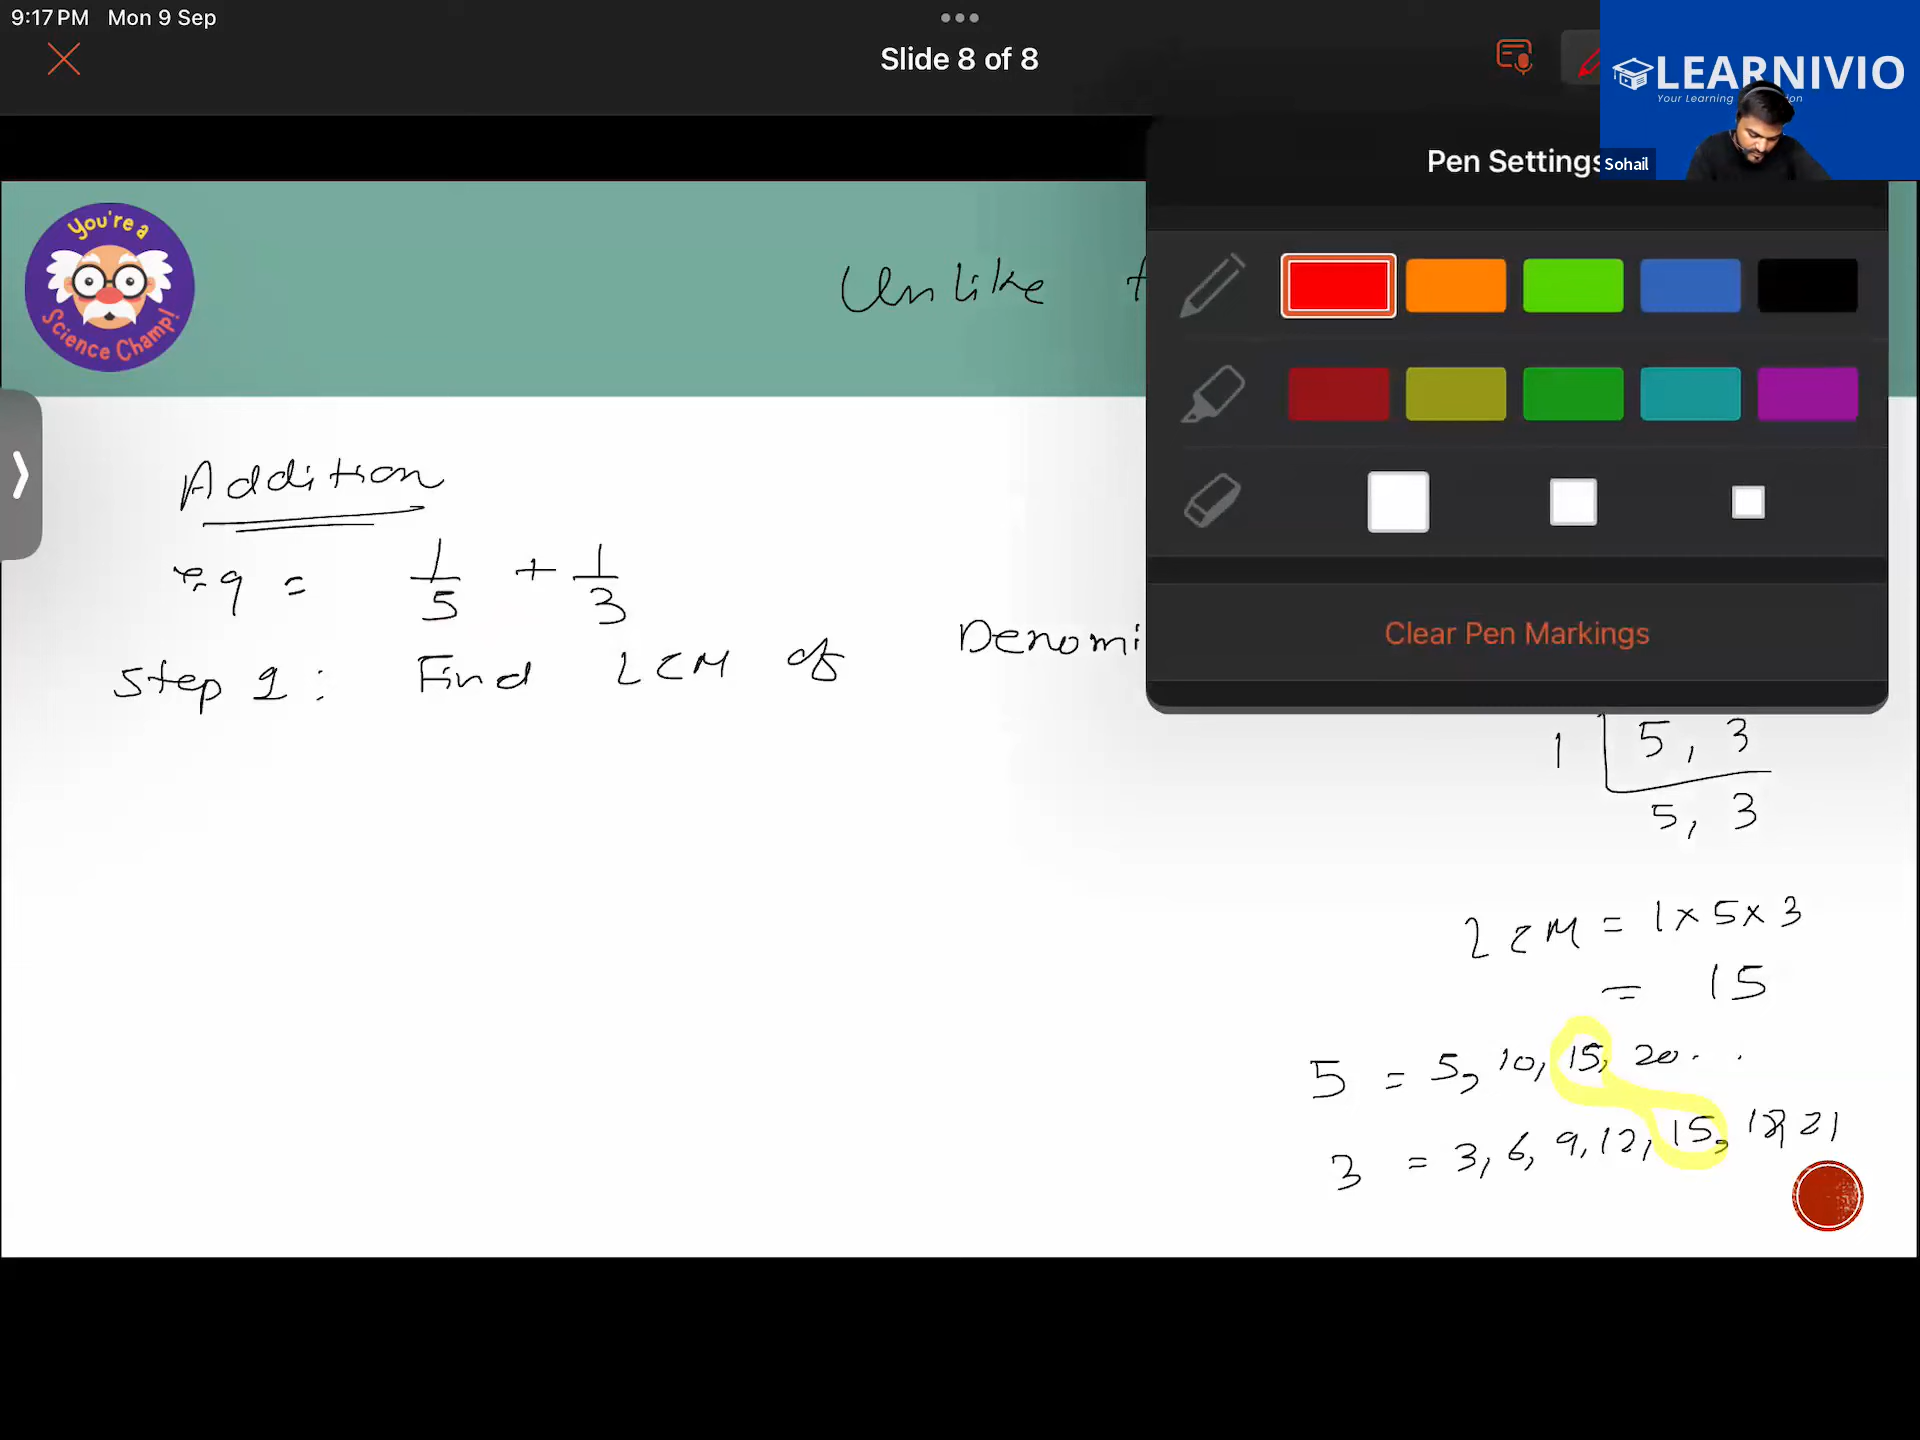 9:17 PM Mon 9 Sep
Slide 8 of 8
LEARNIVIO
Your Learning
Sohail
Pen Settings
You're a
Science Champ!
Unlike f
Addition
e.g = 1/5 + 1/3
Step 1 : Find LCM of Denomi
Clear Pen Markings
1 5, 3
5, 3
LCM = 1 x 5 x 3
= 15
5 = 5, 10, 15, 20 . .
3 = 3, 6, 9, 12, 15, 18, 21